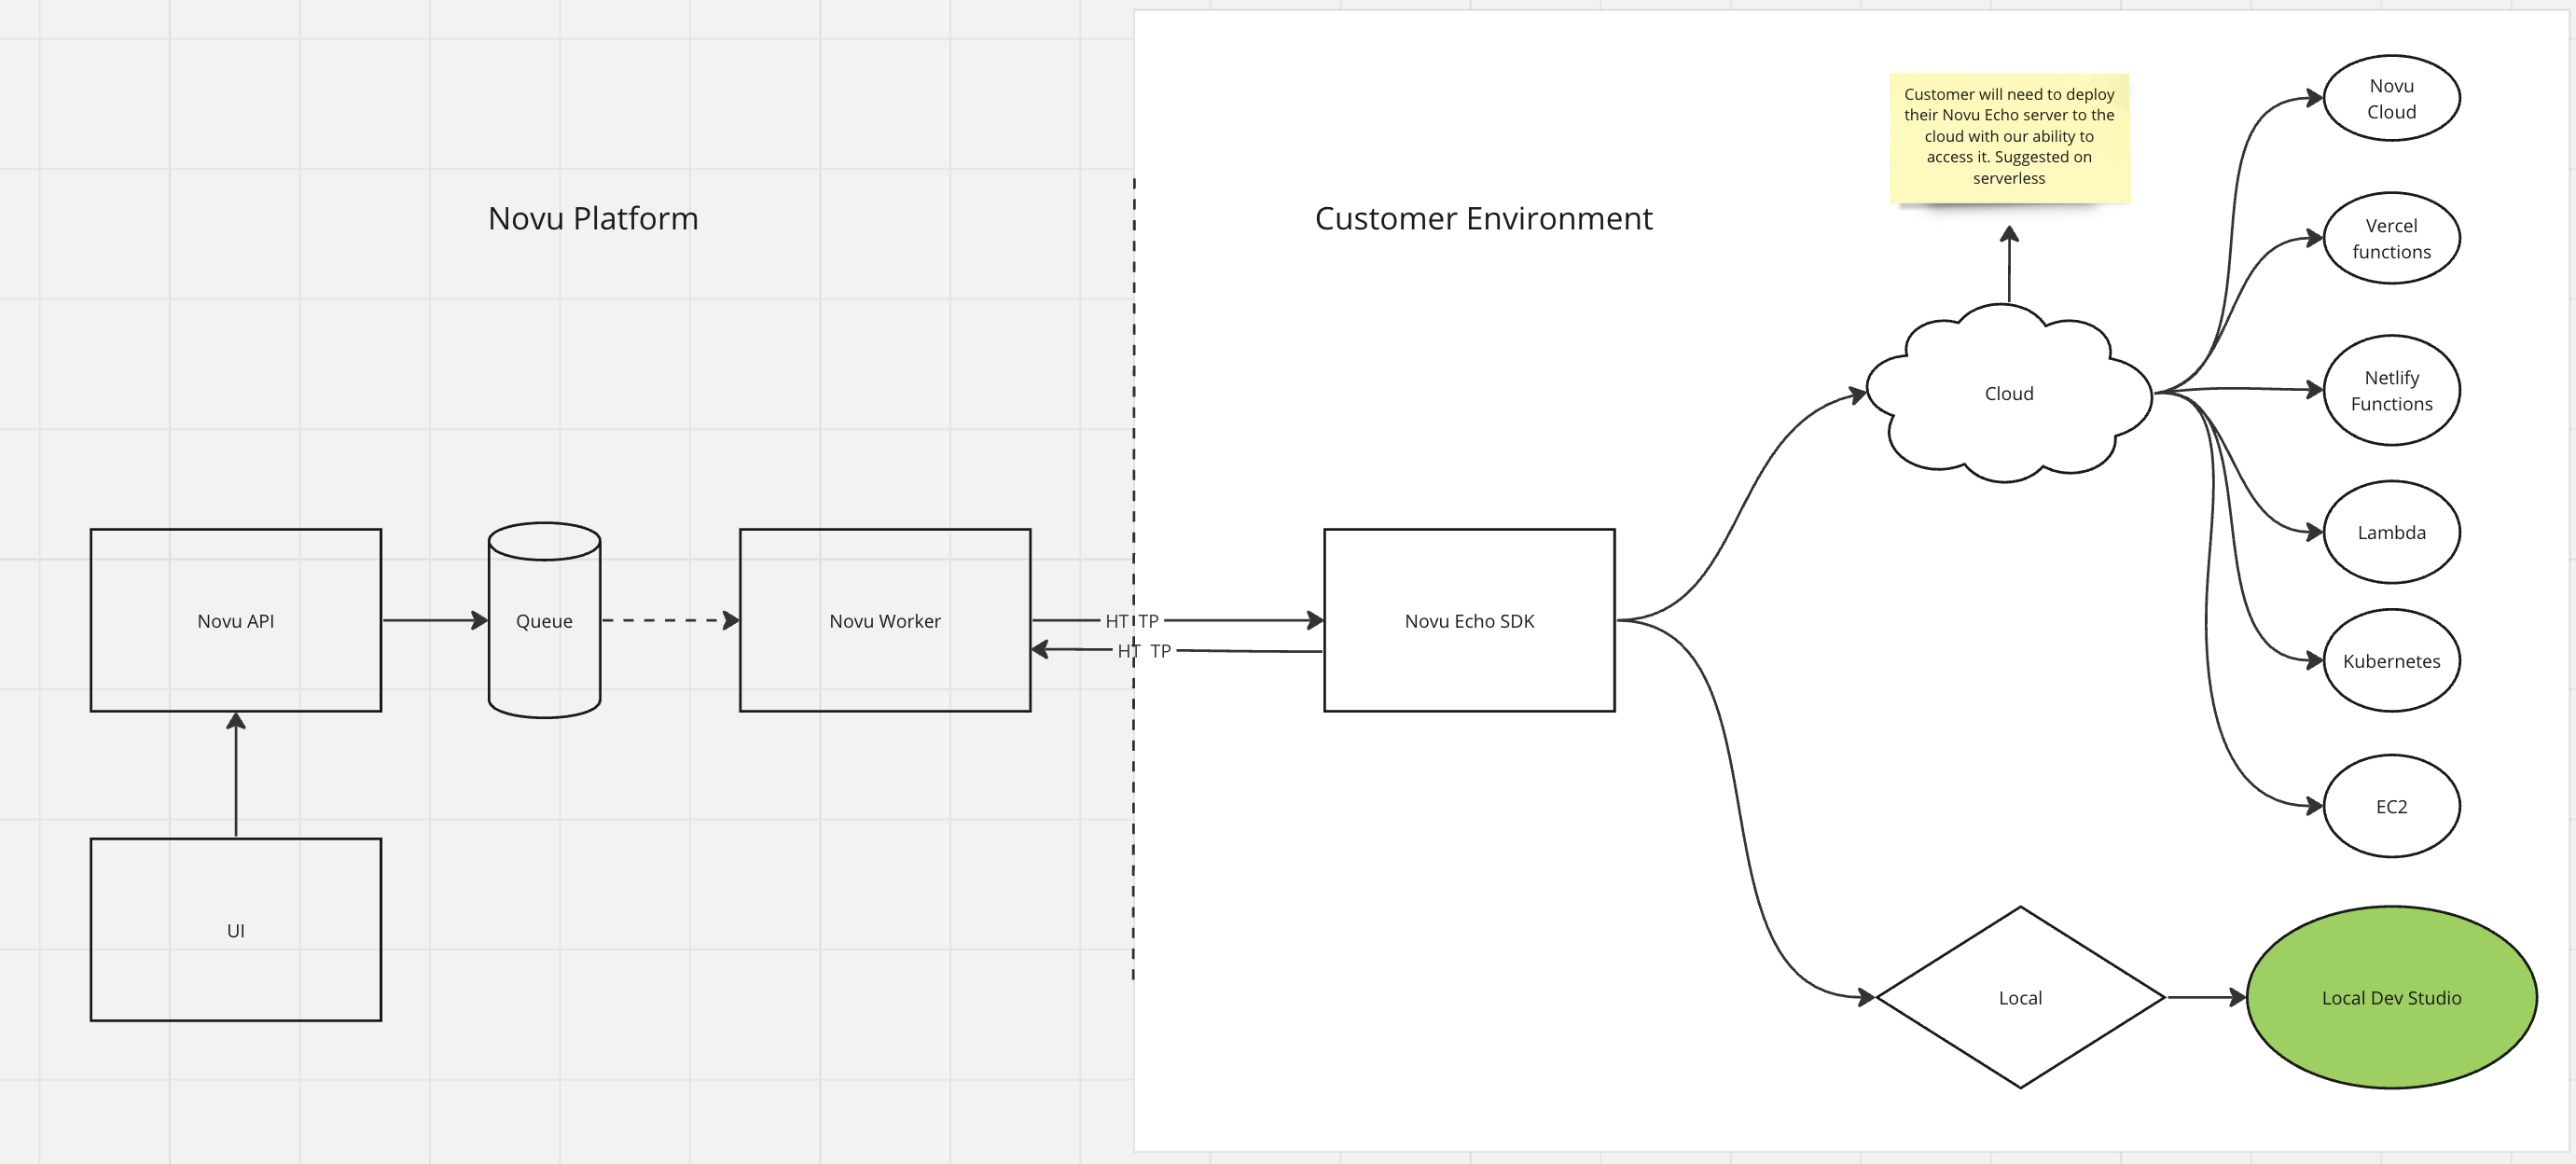 Novu Platform
Customer Environment
Customer will need to deploy
their Novu Echo server to the
cloud with our ability to
access it. Suggested on
serverless
Novu
Cloud
Vercel
functions
Netlify
Functions
Cloud
Lambda
Kubernetes
EC2
Novu API
Queue
Novu Worker
HTTP
HTTP
Novu Echo SDK
UI
Local
Local Dev Studio